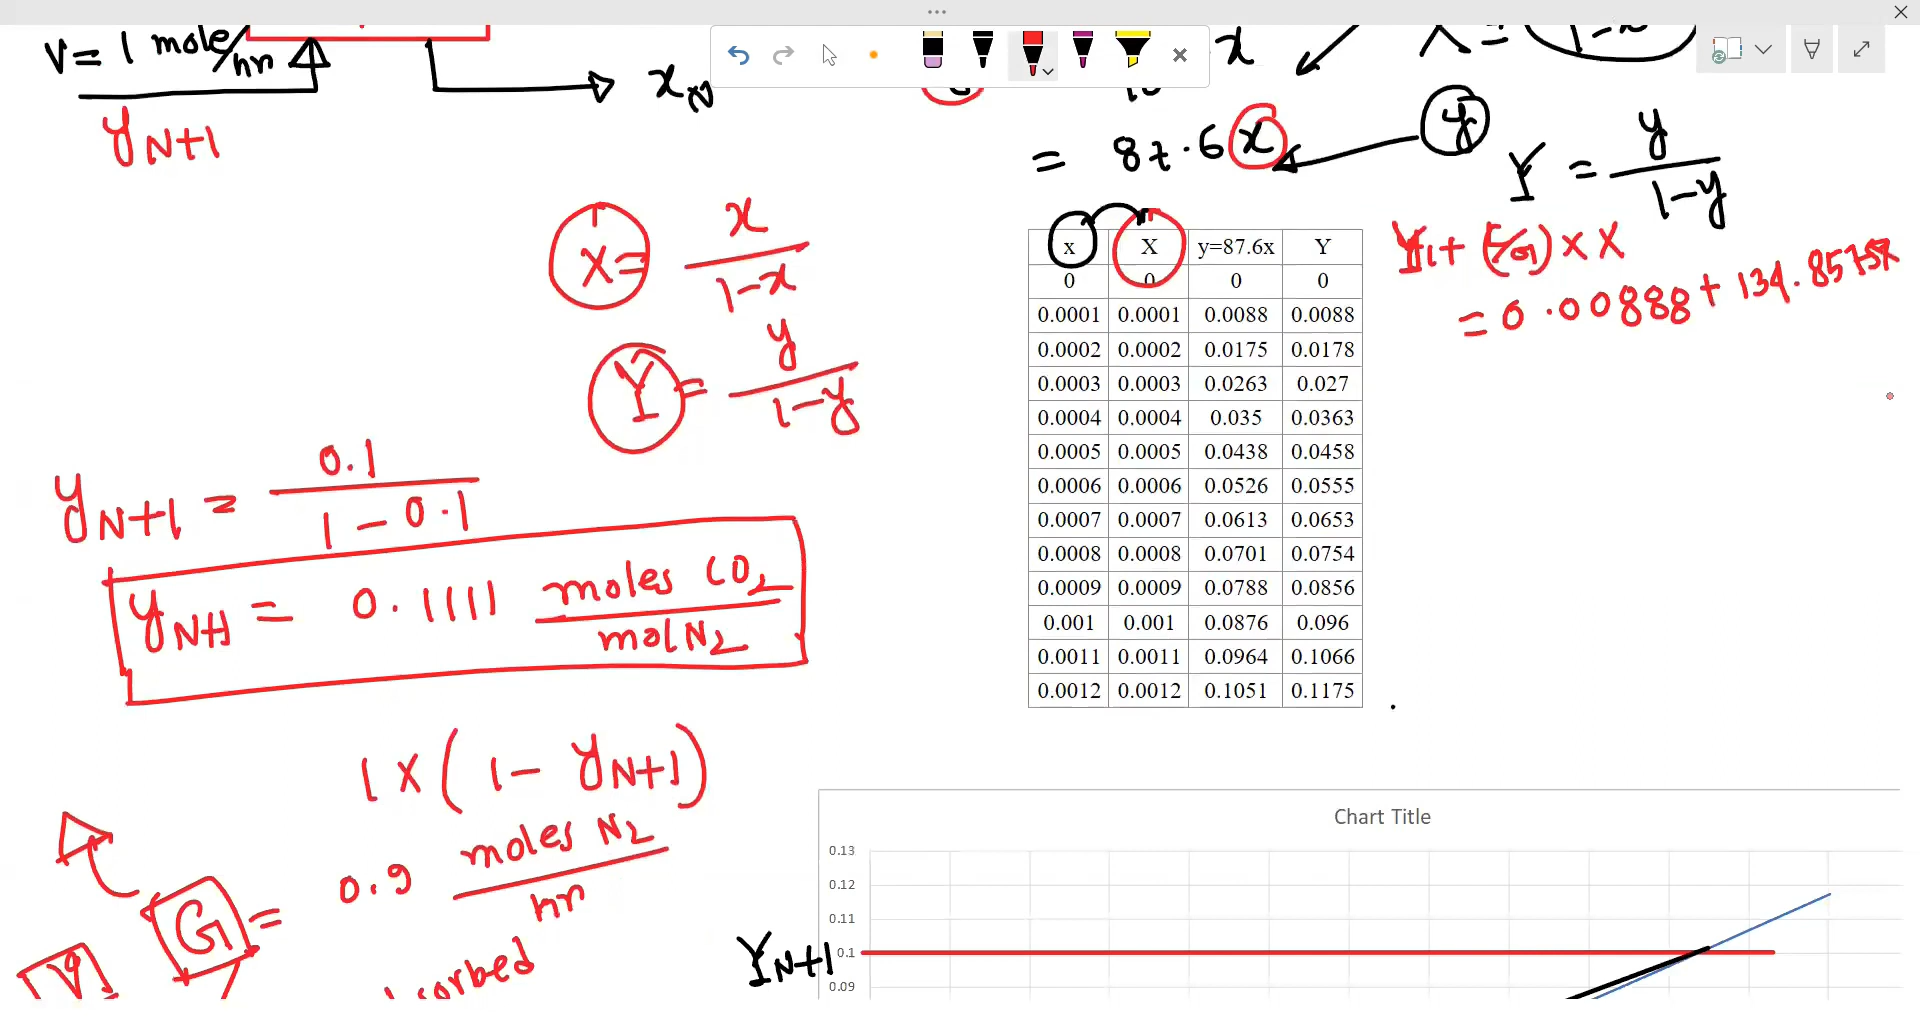 V= 1 mole/hr
x_N
y_N+1
x
= 87.6 x
y
Y = y/1-y
X= x/1-x
Y= y/1-y
Y1+ (L/G) x X
= 0.00888 + 134.8575X
x X y=87.6x Y
0 0 0 0
0.0001 0.0001 0.0088 0.0088
0.0002 0.0002 0.0175 0.0178
0.0003 0.0003 0.0263 0.027
0.0004 0.0004 0.035 0.0363
0.0005 0.0005 0.0438 0.0458
0.0006 0.0006 0.0526 0.0555
0.0007 0.0007 0.0613 0.0653
0.0008 0.0008 0.0701 0.0754
0.0009 0.0009 0.0788 0.0856
0.001 0.001 0.0876 0.096
0.0011 0.0011 0.0964 0.1066
0.0012 0.0012 0.1051 0.1175
y_N+1 = 0.1/1-0.1
y_N+1 = 0.1111 moles CO2/mol N2
1 x (1- y_N+1)
G = 0.9 moles N2/hr
Chart Title
0.13
0.12
0.11
Y_N+1 0.1
0.09